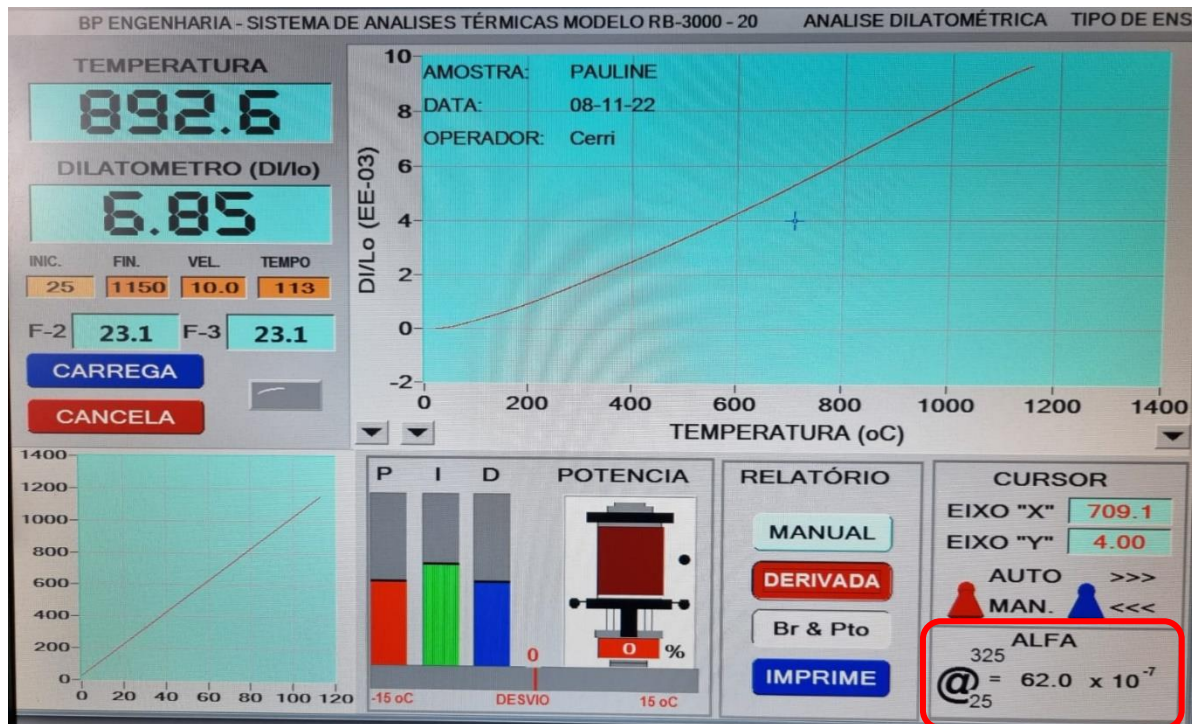 BP ENGENHARIA - SISTEMA DE ANALISES TÉRMICAS MODELO RB-3000 - 20 ANALISE DILATOMÉTRICA TIPO DE ENS
TEMPERATURA
892.6
DILATOMETRO (DI/lo)
6.85
INIC. FIN. VEL. TEMPO
25 1150 10.0 113
F-2 23.1 F-3 23.1
CARREGA
CANCELA
DI/Lo (EE-03)
10
8
6
4
2
0
-2
AMOSTRA: PAULINE
DATA: 08-11-22
OPERADOR: Cerri
0 200 400 600 800 1000 1200 1400
TEMPERATURA (oC)
1400
1200
1000
800
600
400
200
0
0 20 40 60 80 100 120
P I D POTENCIA
0 %
0
-15 oC DESVIO 15 oC
RELATÓRIO
MANUAL
DERIVADA
Br & Pto
IMPRIME
CURSOR
EIXO "X" 709.1
EIXO "Y" 4.00
AUTO >>>
MAN. <<<
ALFA
325
@ = 62.0 x 10-7
25